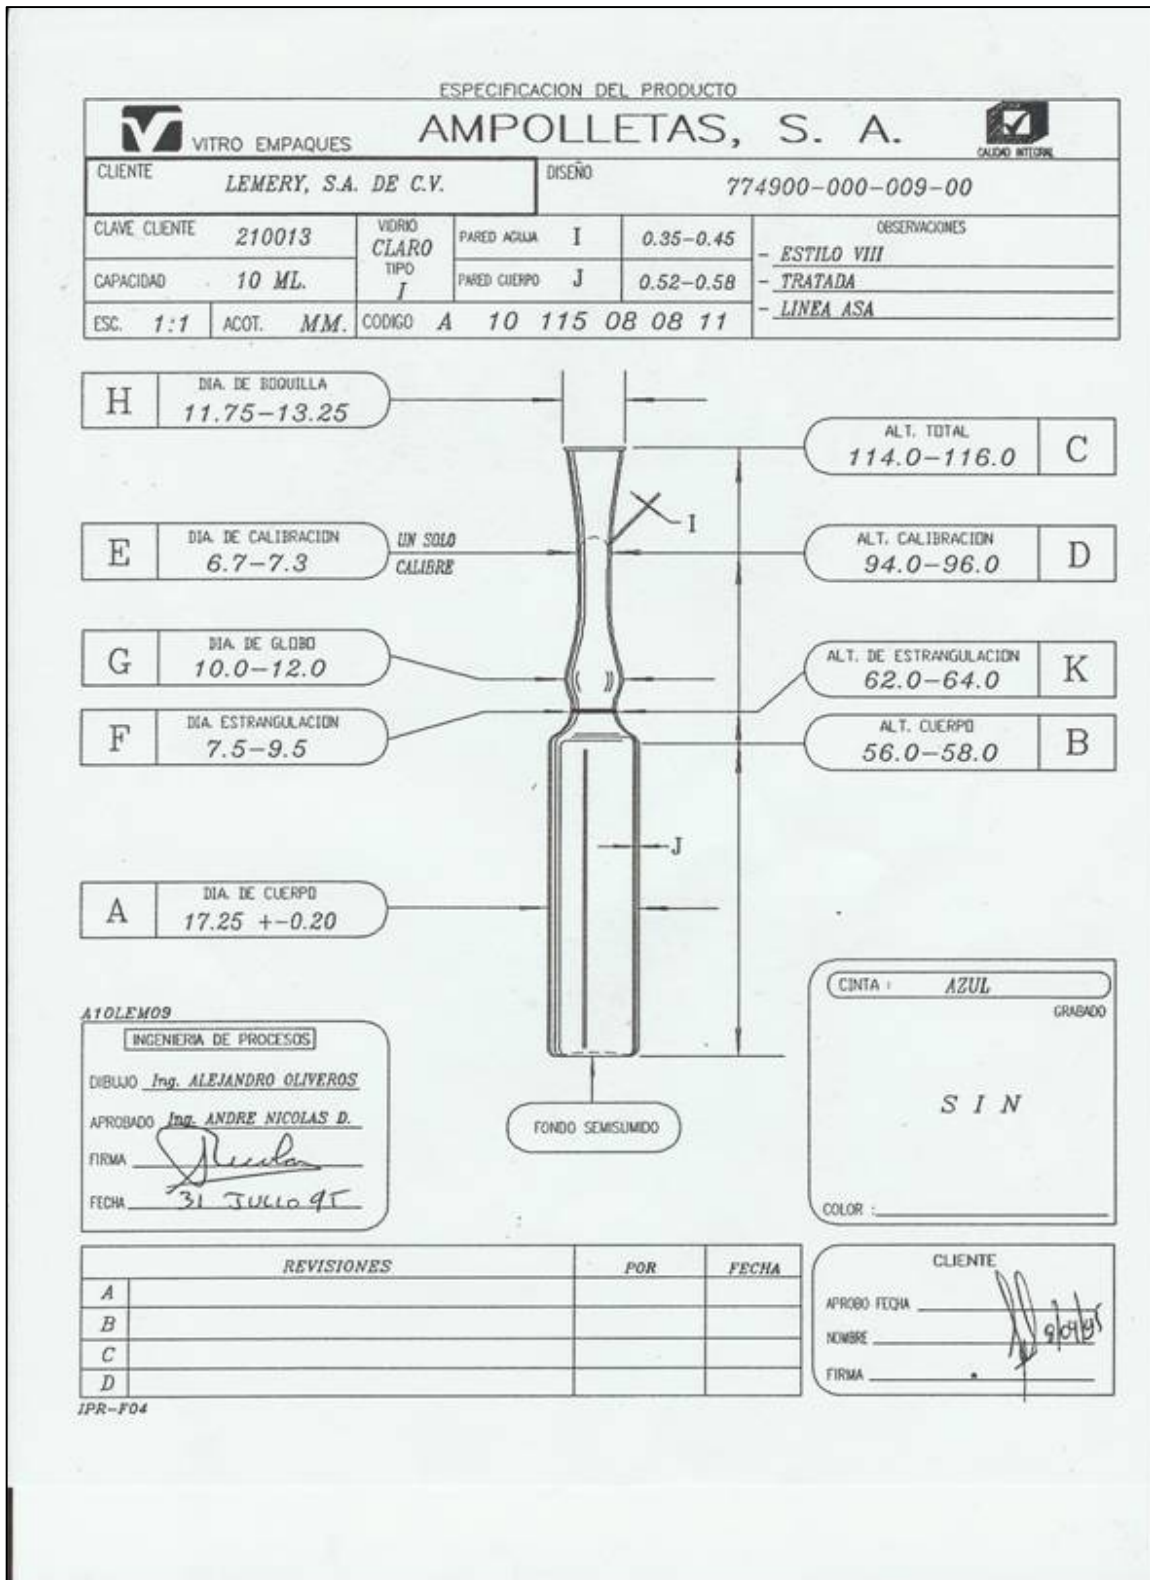 ESPECIFICACION DEL PRODUCTO
VITRO EMPAQUES
AMPOLLETAS, S. A.
CALIDAD INTEGRAL
CLIENTE
LEMERY, S.A. DE C.V.
DISEÑO
774900-000-009-00
CLAVE CLIENTE 210013
VIDRIO
CLARO
TIPO
I
PARED AGUJA I 0.35-0.45
OBSERVACIONES
- ESTILO VIII
CAPACIDAD 10 ML.
PARED CUERPO J 0.52-0.58
- TRATADA
- LINEA ASA
ESC. 1:1 ACOT. MM. CODIGO A 10 115 08 08 11
H
DIA. DE BOQUILLA
11.75-13.25
ALT. TOTAL
114.0-116.0
C
I
E
DIA. DE CALIBRACION
6.7-7.3
UN SOLO
CALIBRE
ALT. CALIBRACION
94.0-96.0
D
G
DIA. DE GLOBO
10.0-12.0
ALT. DE ESTRANGULACION
62.0-64.0
K
F
DIA. ESTRANGULACION
7.5-9.5
ALT. CUERPO
56.0-58.0
B
J
A
DIA. DE CUERPO
17.25 +-0.20
A10LEM09
INGENIERIA DE PROCESOS
DIBUJO Ing. ALEJANDRO OLIVEROS
APROBADO Ing. ANDRE NICOLAS D.
FIRMA
FECHA 31 JULIO 95
FONDO SEMISUMIDO
CINTA : AZUL
GRABADO
S I N
COLOR :
REVISIONES POR FECHA
A
B
C
D
IPR-F04
CLIENTE
APROBO FECHA
NOMBRE
FIRMA